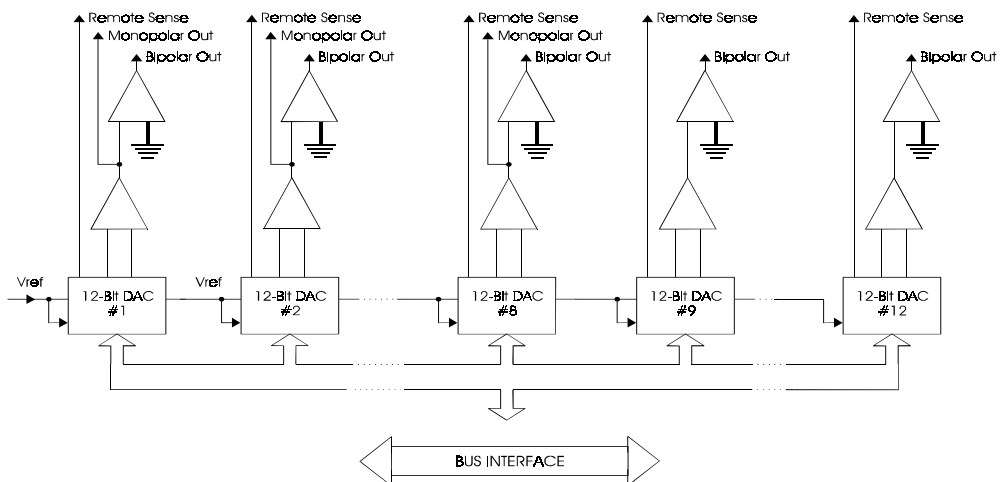 Remote Sense
Monopolar Out
Bipolar Out
Remote Sense
Monopolar Out
Bipolar Out
Remote Sense
Monopolar Out
Bipolar Out
Remote Sense
Bipolar Out
Remote Sense
Bipolar Out
Vref
12-Bit DAC
#1
Vref
12-Bit DAC
#2
12-Bit DAC
#8
12-Bit DAC
#9
12-Bit DAC
#12
BUS INTERFACE